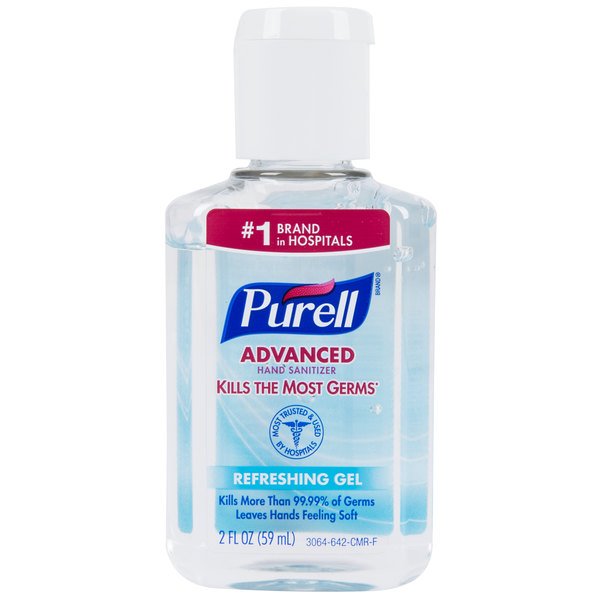 #1 BRAND
in HOSPITALS
Purell
BRAND®
ADVANCED
HAND SANITIZER
KILLS THE MOST GERMS*
MOST TRUSTED & USED
BY HOSPITALS
REFRESHING GEL
Kills More Than 99.99% of Germs
Leaves Hands Feeling Soft
2 FL OZ (59 mL) 3064-642-CMR-F